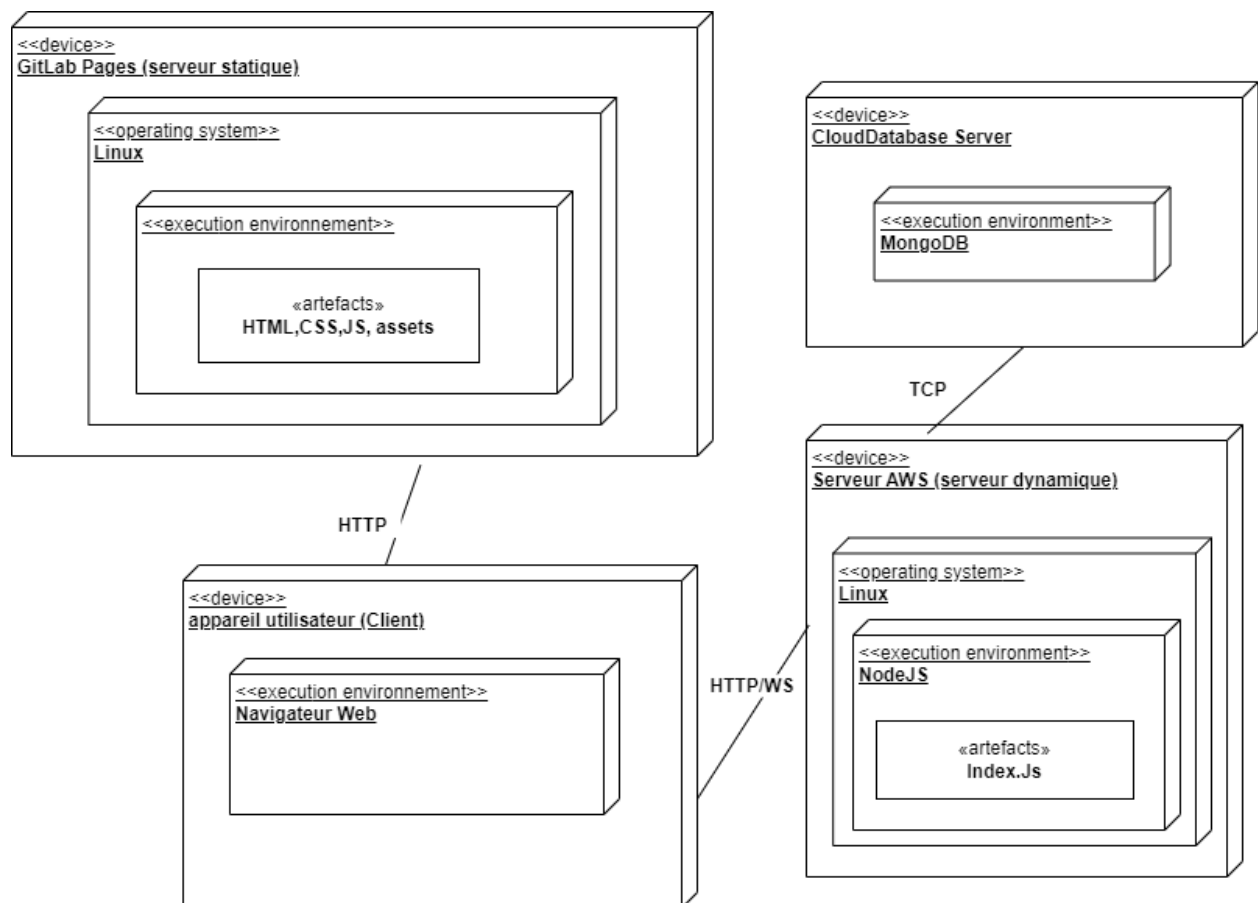 <<device>>
GitLab Pages (serveur statique)
<<operating system>>
Linux
<<execution environnement>>
«artefacts»
HTML,CSS,JS, assets
<<device>>
CloudDatabase Server
<<execution environment>>
MongoDB
TCP
HTTP
<<device>>
Serveur AWS (serveur dynamique)
<<operating system>>
Linux
<<execution environment>>
NodeJS
«artefacts»
Index.Js
<<device>>
appareil utilisateur (Client)
<<execution environnement>>
Navigateur Web
HTTP/WS